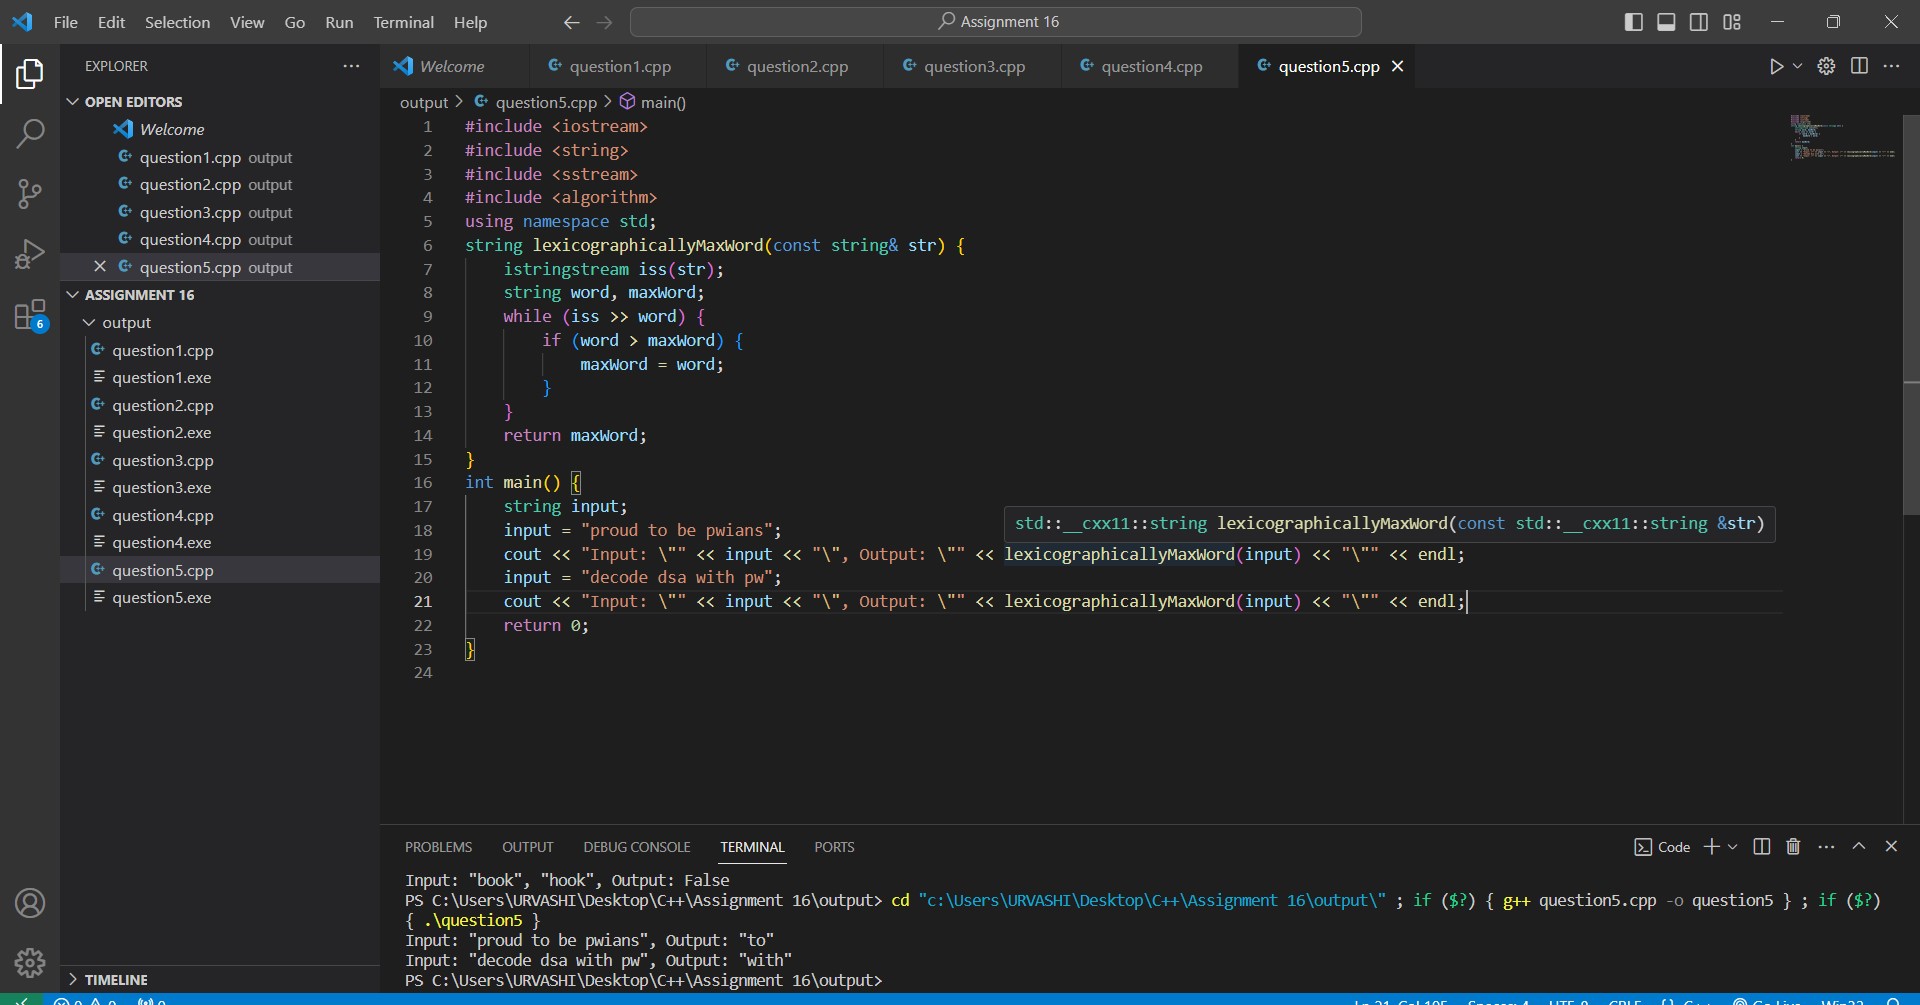 File Edit Selection View Go Run Terminal Help
Assignment 16
EXPLORER
OPEN EDITORS
Welcome
question1.cpp output
question2.cpp output
question3.cpp output
question4.cpp output
question5.cpp output
ASSIGNMENT 16
output
question1.cpp
question1.exe
question2.cpp
question2.exe
question3.cpp
question3.exe
question4.cpp
question4.exe
question5.cpp
question5.exe
TIMELINE
6
Welcome question1.cpp question2.cpp question3.cpp question4.cpp question5.cpp
output > question5.cpp > main()
1 #include <iostream>
2 #include <string>
3 #include <sstream>
4 #include <algorithm>
5 using namespace std;
6 string lexicographicallyMaxWord(const string& str) {
7 istringstream iss(str);
8 string word, maxWord;
9 while (iss >> word) {
10 if (word > maxWord) {
11 maxWord = word;
12 }
13 }
14 return maxWord;
15 }
16 int main() {
17 string input;
std::__cxx11::string lexicographicallyMaxWord(const std::__cxx11::string &str)
18 input = "proud to be pwians";
19 cout << "Input: \"" << input << "\", Output: \"" << lexicographicallyMaxWord(input) << "\"" << endl;
20 input = "decode dsa with pw";
21 cout << "Input: \"" << input << "\", Output: \"" << lexicographicallyMaxWord(input) << "\"" << endl;
22 return 0;
23 }
24
PROBLEMS OUTPUT DEBUG CONSOLE TERMINAL PORTS
Code
Input: "book", "hook", Output: False
PS C:\Users\URVASHI\Desktop\C++\Assignment 16\output> cd "c:\Users\URVASHI\Desktop\C++\Assignment 16\output\" ; if ($?) { g++ question5.cpp -o question5 } ; if ($?)
{ .\question5 }
Input: "proud to be pwians", Output: "to"
Input: "decode dsa with pw", Output: "with"
PS C:\Users\URVASHI\Desktop\C++\Assignment 16\output>